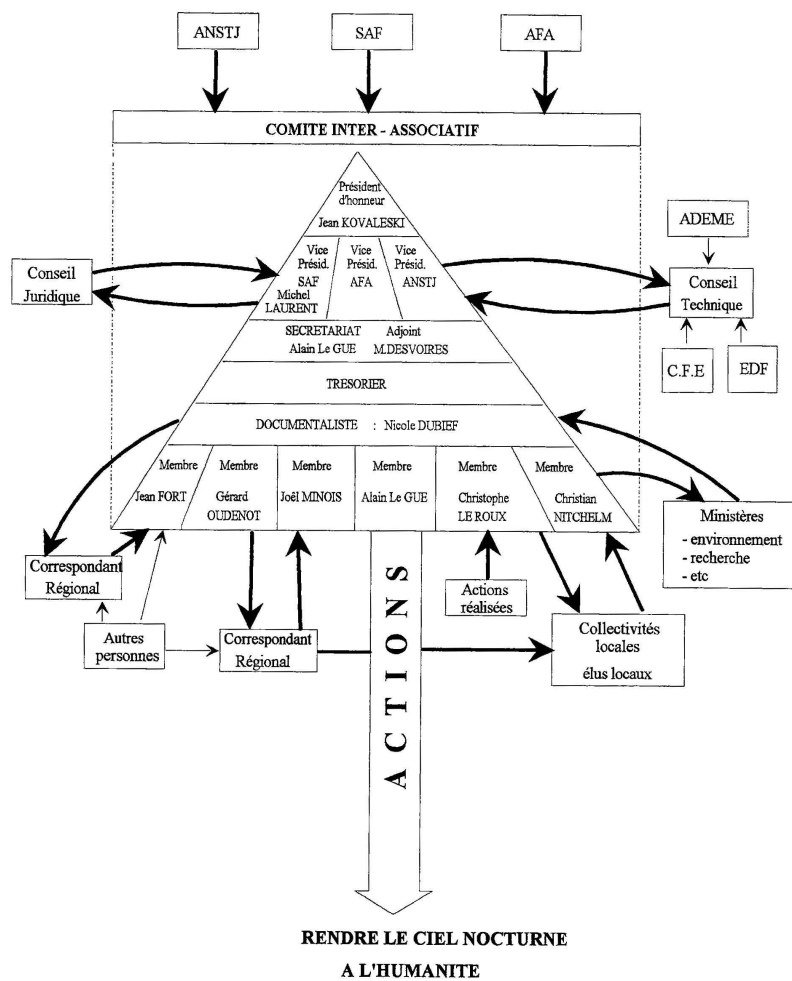 ANSTJ
SAF
AFA
COMITE INTER - ASSOCIATIF
Président
d'honneur
Jean KOVALESKI
Vice
Présid.
SAF
Michel
LAURENT
Vice
Présid.
AFA
Vice
Présid.
ANSTJ
Conseil
Juridique
ADEME
Conseil
Technique
C.F.E
EDF
SECRETARIAT
Alain Le GUE
Adjoint
M.DESVOIRES
TRESORIER
DOCUMENTALISTE : Nicole DUBIEF
Membre
Jean FORT
Membre
Gérard
OUDENOT
Membre
Joêl MINOIS
Membre
Alain Le GUE
Membre
Christophe
LE ROUX
Membre
Christian
NITCHELM
Ministères
- environnement
- recherche
- etc
Correspondant
Régional
Autres
personnes
Correspondant
Régional
Actions
réalisées
Collectivités
locales
élus locaux
ACTIONS
RENDRE LE CIEL NOCTURNE
A L'HUMANITE